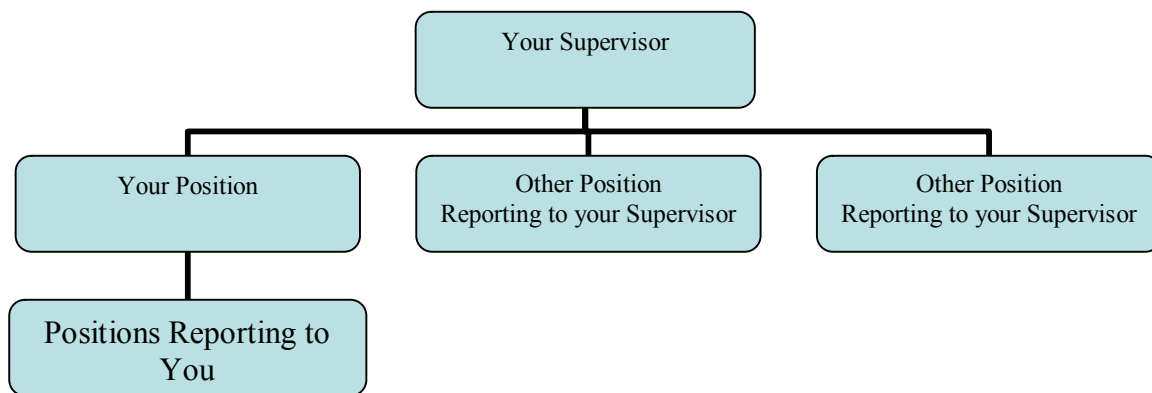 Your Supervisor
Your Position
Other Position
Reporting to your Supervisor
Other Position
Reporting to your Supervisor
Positions Reporting to
You